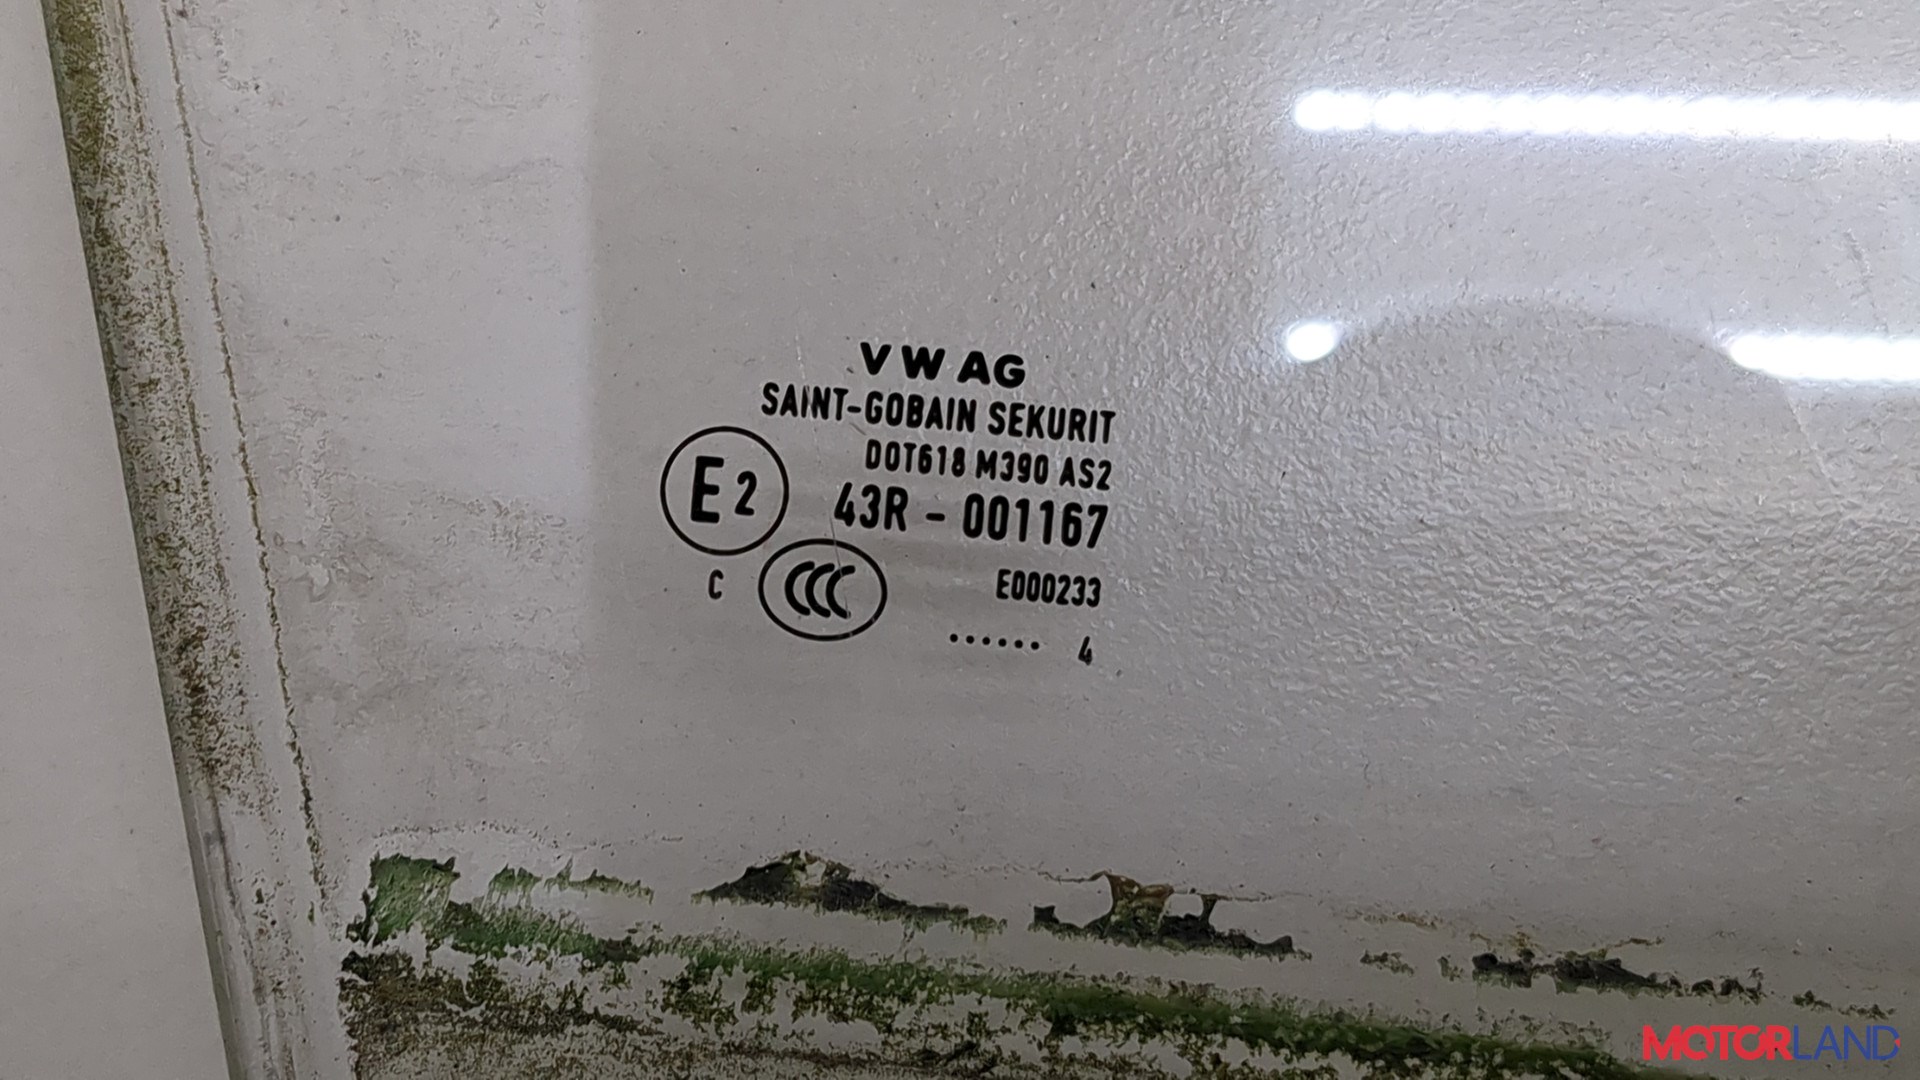 VW AG
SAINT-GOBAIN SEKURIT
DOT618 M390 AS2
E2 43R - 001167
C CCC E000233
...... 4
MOTORLAND